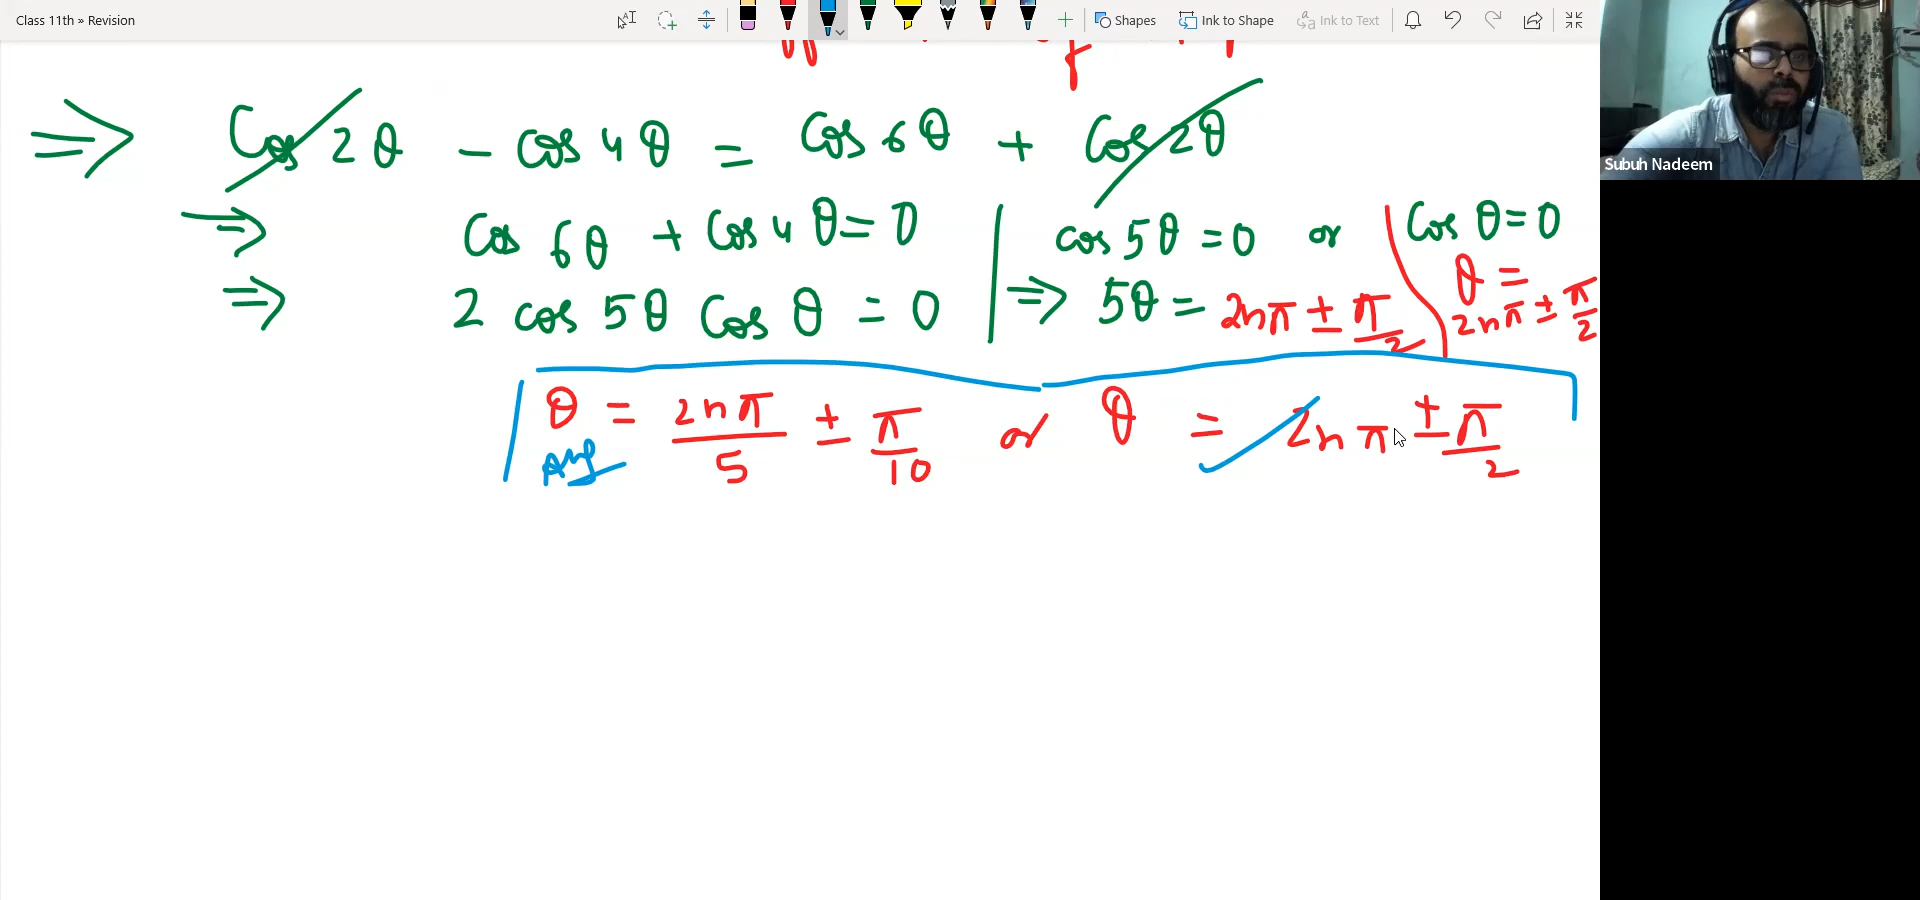 Class 11th » Revision
Shapes Ink to Shape Ink to Text
⇒ Cos 2θ - cos 4θ = Cos 6θ + Cos 2θ
⇒ Cos 6θ + Cos 4θ = 0
⇒ 2 cos 5θ Cos θ = 0
cos 5θ = 0 or Cos θ = 0
⇒ 5θ = 2nπ ± π/2
θ = 2nπ ± π/2
θ = 2nπ/5 ± π/10 or θ = 2nπ ± π/2
Ans
Subuh Nadeem